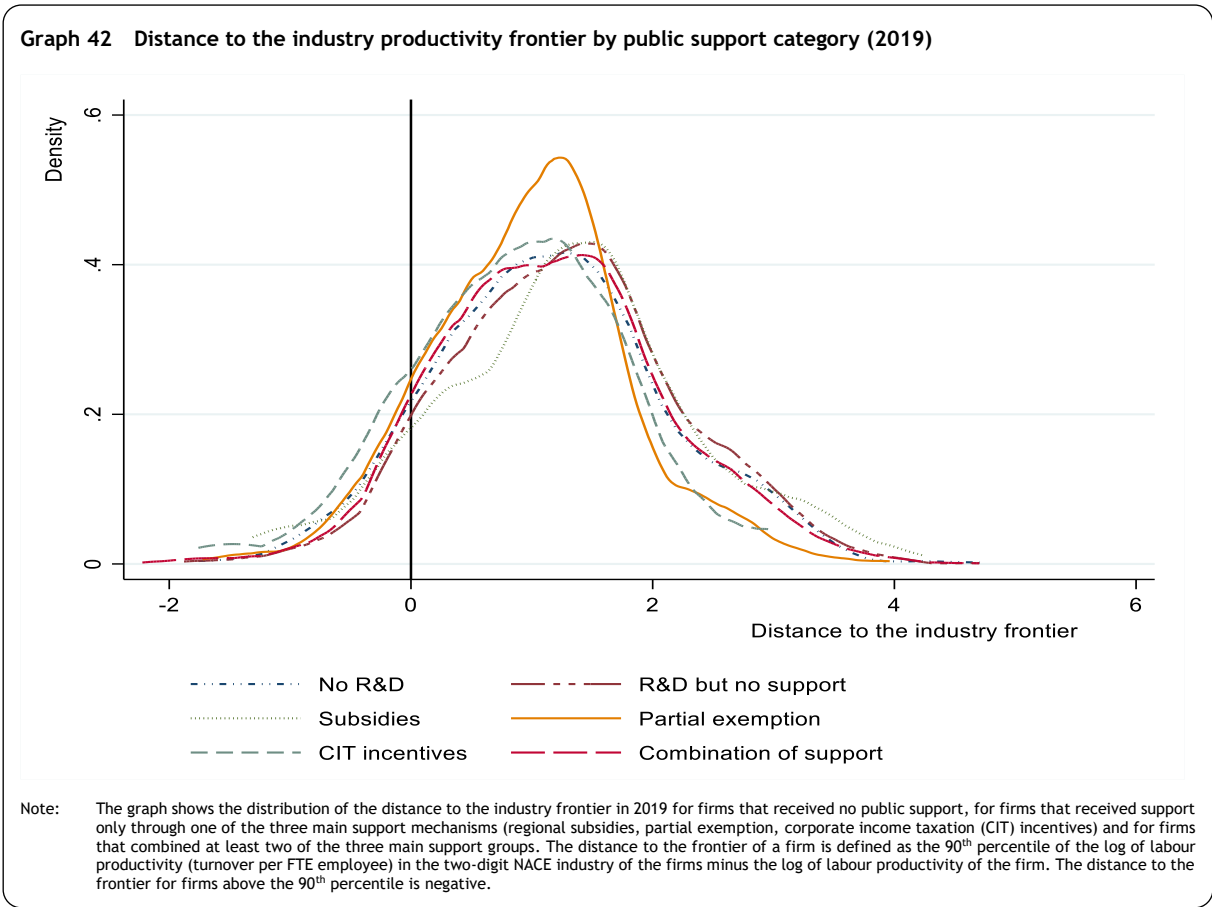 Graph 42 Distance to the industry productivity frontier by public support category (2019)
Density
.6
.4
.2
0
-2 0 2 4 6
Distance to the industry frontier
No R&D R&D but no support
Subsidies Partial exemption
CIT incentives Combination of support
Note: The graph shows the distribution of the distance to the industry frontier in 2019 for firms that received no public support, for firms that received support
only through one of the three main support mechanisms (regional subsidies, partial exemption, corporate income taxation (CIT) incentives) and for firms
that combined at least two of the three main support groups. The distance to the frontier of a firm is defined as the 90th percentile of the log of labour
productivity (turnover per FTE employee) in the two-digit NACE industry of the firms minus the log of labour productivity of the firm. The distance to the
frontier for firms above the 90th percentile is negative.